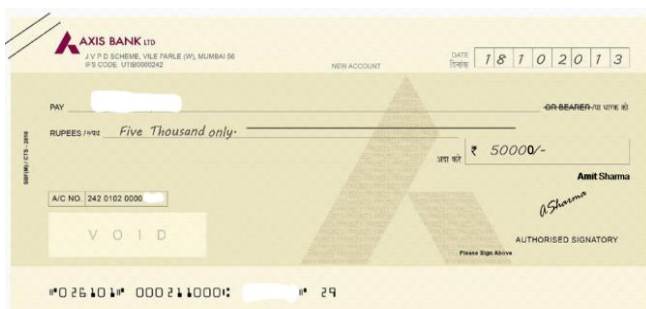 AXIS BANK LTD
J V P D SCHEME, VILE PARLE (W), MUMBAI 56
IFS CODE: UTIB0000242
NEW ACCOUNT
DATE
दिनांक
1 8 1 0 2 0 1 3
PAY
OR BEARER /या धारक को
RUPEES /रुपये Five Thousand only.
अदा करे ₹ 50000/-
Amit Sharma
A/C NO. 242 0102 0000
ASharma
VOID
AUTHORISED SIGNATORY
Please Sign Above
⑈026101⑈ 000211000⑆ ⑈ 29